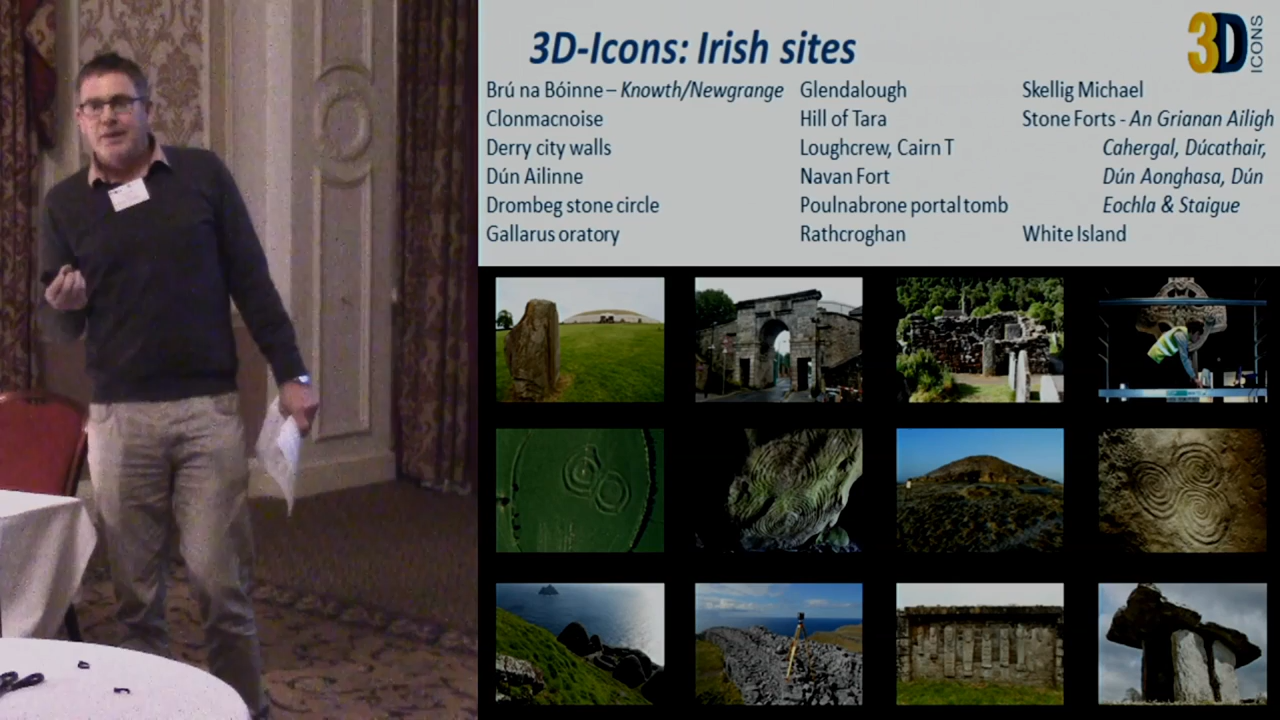 3D-Icons: Irish sites
3D
ICONS
Brú na Bóinne – Knowth/Newgrange
Clonmacnoise
Derry city walls
Dún Ailinne
Drombeg stone circle
Gallarus oratory
Glendalough
Hill of Tara
Loughcrew, Cairn T
Navan Fort
Poulnabrone portal tomb
Rathcroghan
Skellig Michael
Stone Forts - An Grianan Ailigh
Cahergal, Dúcathair,
Dún Aonghasa, Dún
Eochla & Staigue
White Island